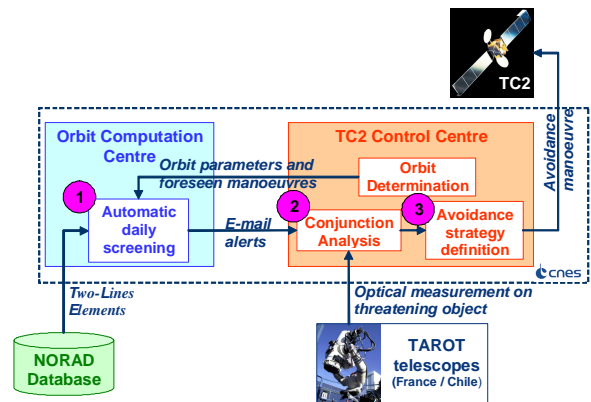 TC2
Avoidance
manoeuvre
Orbit Computation
Centre
TC2 Control Centre
Orbit parameters and
foreseen manoeuvres
Orbit
Determination
1
Automatic
daily
screening
E-mail
alerts
2
Conjunction
Analysis
3
Avoidance
strategy
definition
cnes
Two-Lines
Elements
Optical measurement on
threatening object
NORAD
Database
TAROT
telescopes
(France / Chile)